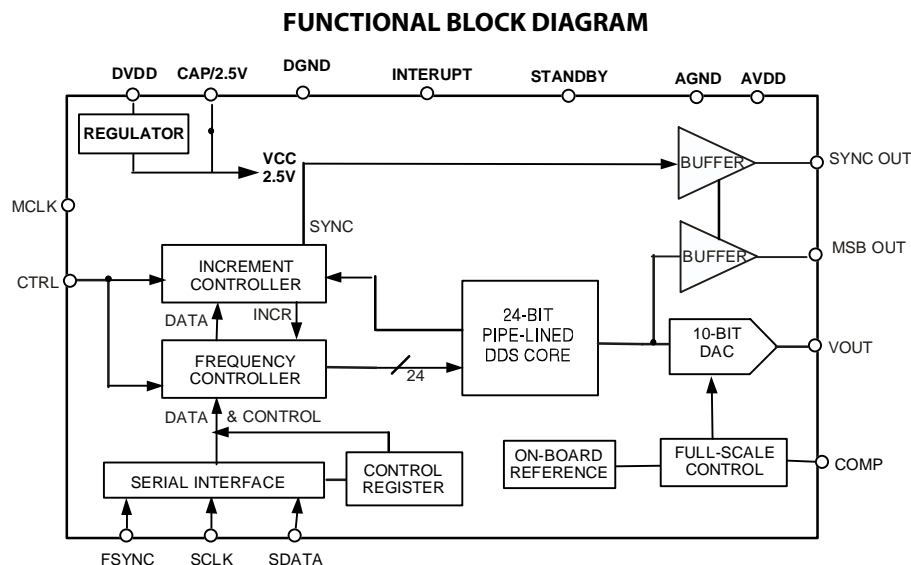 FUNCTIONAL BLOCK DIAGRAM
DVDD
CAP/2.5V
DGND
INTERUPT
STANDBY
AGND
AVDD
REGULATOR
VCC
2.5V
BUFFER
SYNC OUT
MCLK
SYNC
BUFFER
MSB OUT
CTRL
INCREMENT
CONTROLLER
DATA
INCR
24-BIT
PIPE-LINED
DDS CORE
10-BIT
DAC
VOUT
FREQUENCY
CONTROLLER
24
DATA & CONTROL
ON-BOARD
REFERENCE
FULL-SCALE
CONTROL
COMP
SERIAL INTERFACE
CONTROL
REGISTER
FSYNC
SCLK
SDATA